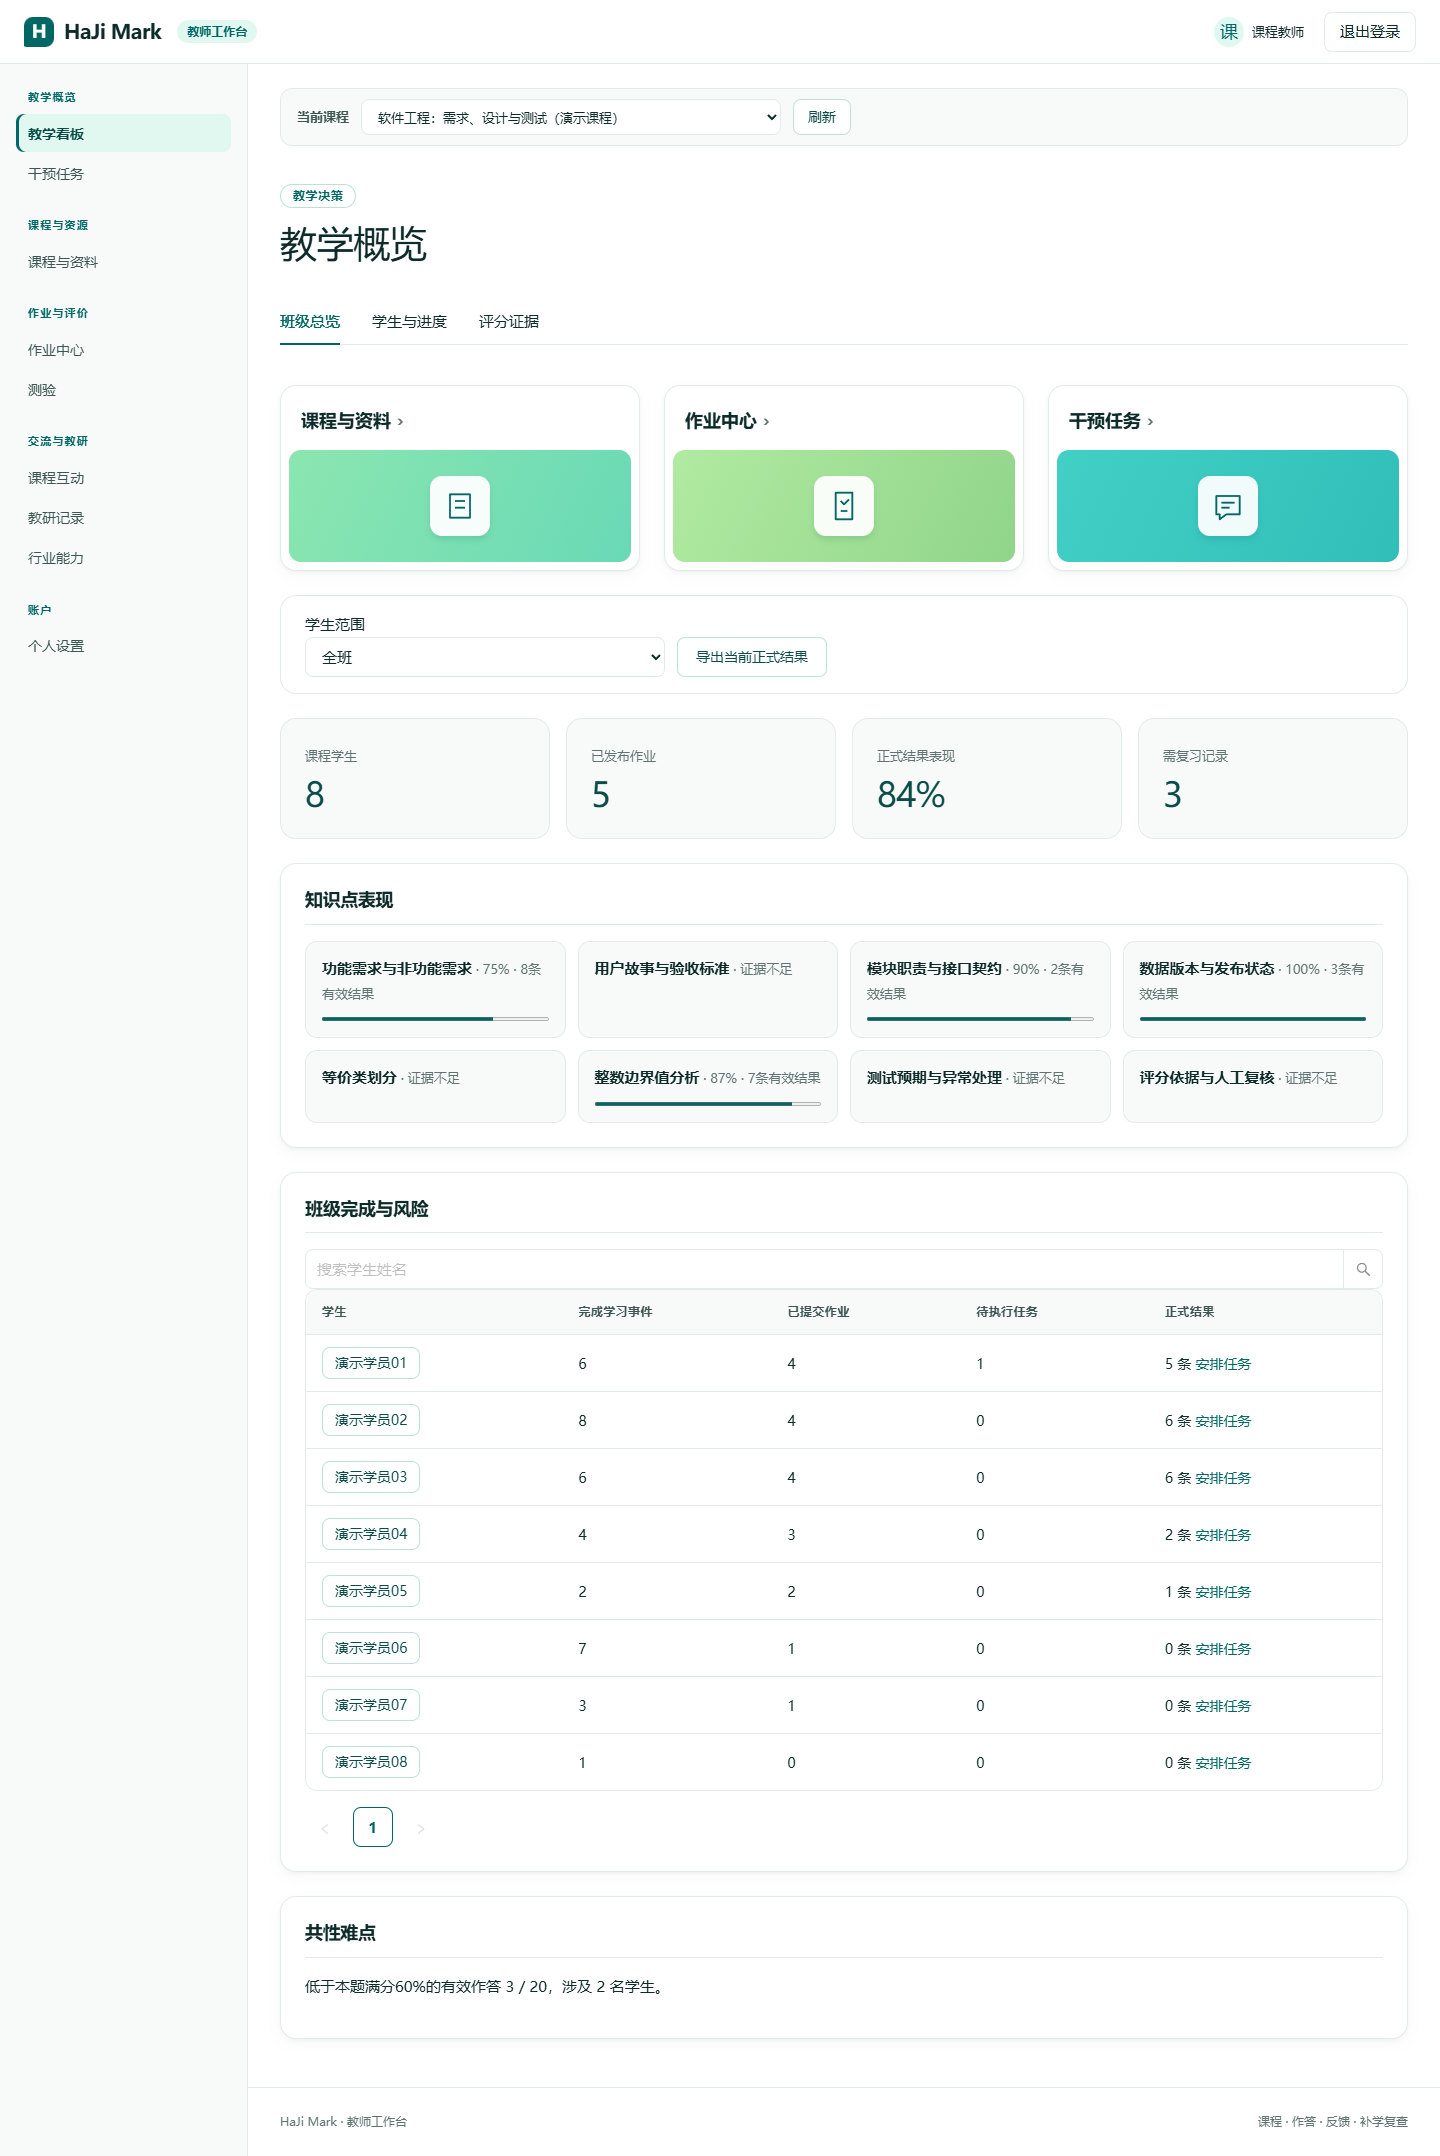 H HaJi Mark 教师工作台
课 课程教师 退出登录
教学概览
教学看板
干预任务
课程与资源
课程与资料
作业与评价
作业中心
测验
交流与教研
课程互动
教研记录
行业能力
账户
个人设置
当前课程 软件工程：需求、设计与测试（演示课程） 刷新
教学决策
教学概览
班级总览 学生与进度 评分证据
课程与资料 ›
作业中心 ›
干预任务 ›
学生范围
全班 导出当前正式结果
课程学生
8
已发布作业
5
正式结果表现
84%
需复习记录
3
知识点表现
功能需求与非功能需求 · 75% · 8条
有效结果
用户故事与验收标准 · 证据不足
模块职责与接口契约 · 90% · 2条有
效结果
数据版本与发布状态 · 100% · 3条有
效结果
等价类划分 · 证据不足
整数边界值分析 · 87% · 7条有效结果
测试预期与异常处理 · 证据不足
评分依据与人工复核 · 证据不足
班级完成与风险
搜索学生姓名
学生 完成学习事件 已提交作业 待执行任务 正式结果
演示学员01 6 4 1 5 条 安排任务
演示学员02 8 4 0 6 条 安排任务
演示学员03 6 4 0 6 条 安排任务
演示学员04 4 3 0 2 条 安排任务
演示学员05 2 2 0 1 条 安排任务
演示学员06 7 1 0 0 条 安排任务
演示学员07 3 1 0 0 条 安排任务
演示学员08 1 0 0 0 条 安排任务
< 1 >
共性难点
低于本题满分60%的有效作答 3 / 20，涉及 2 名学生。
HaJi Mark · 教师工作台
课程 · 作答 · 反馈 · 补学复查